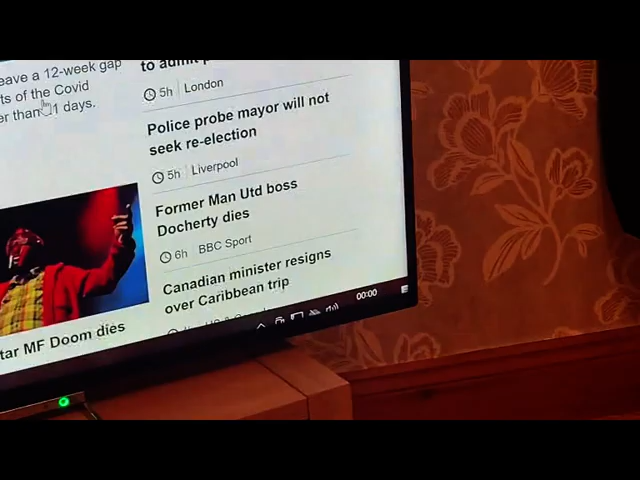 eave a 12-week gap
ts of the Covid
er than 1 days.
tar MF Doom dies
to admit
5h London
Police probe mayor will not
seek re-election
5h Liverpool
Former Man Utd boss
Docherty dies
6h BBC Sport
Canadian minister resigns
over Caribbean trip
00:00